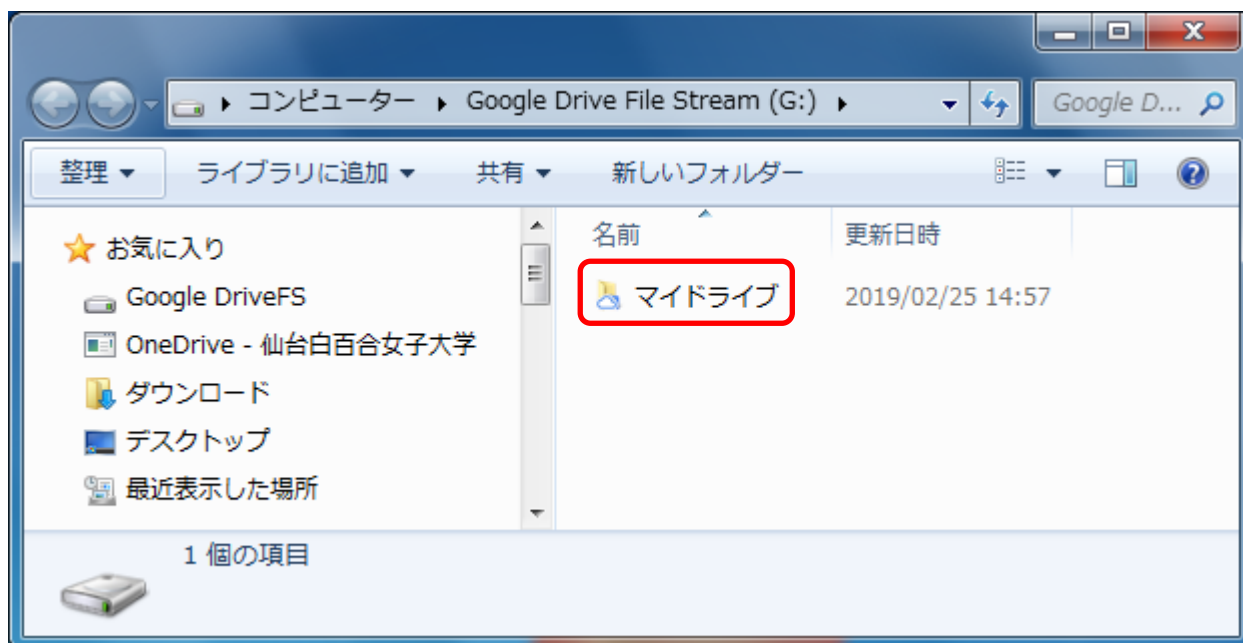 コンピューター Google Drive File Stream (G:) Google D...
整理 ライブラリに追加 共有 新しいフォルダー
お気に入り
Google DriveFS
OneDrive - 仙台白百合女子大学
ダウンロード
デスクトップ
最近表示した場所
名前 更新日時
マイドライブ 2019/02/25 14:57
1 個の項目